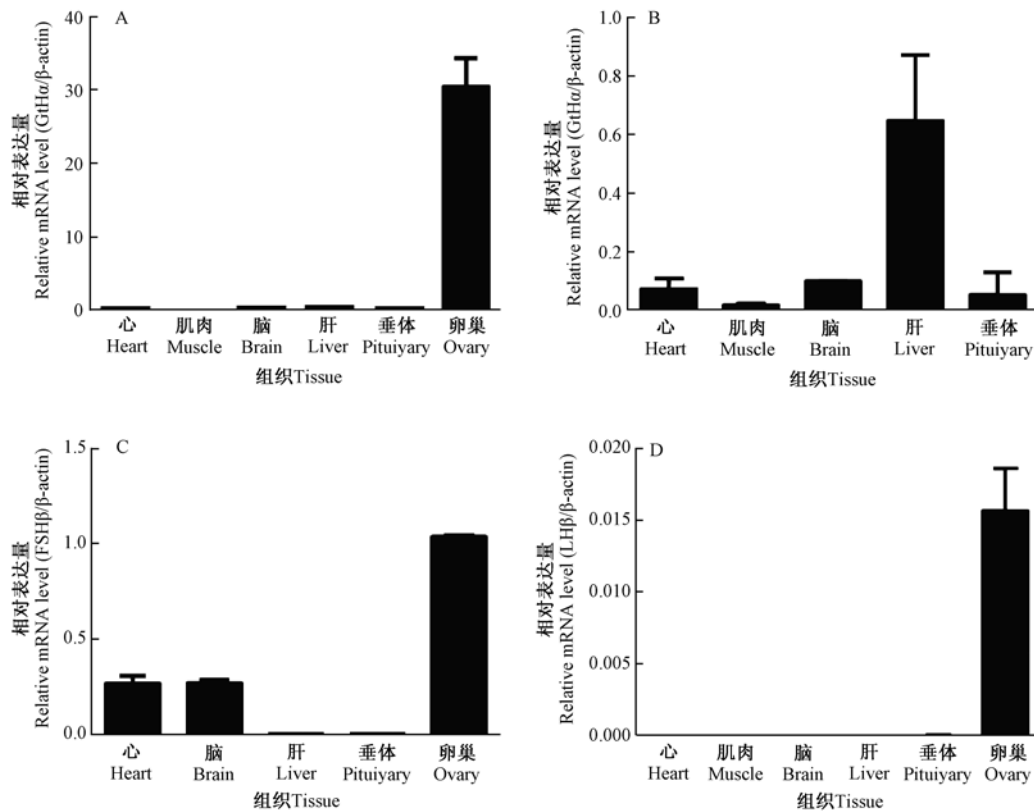 A
相对表达量
Relative mRNA level (GtHα/β-actin)
40
30
20
10
0
心 肌肉 脑 肝 垂体 卵巢
Heart Muscle Brain Liver Pituiyary Ovary
组织Tissue
B
相对表达量
Relative mRNA level (GtHα/β-actin)
1.0
0.8
0.6
0.4
0.2
0
心 肌肉 脑 肝 垂体
Heart Muscle Brain Liver Pituiyary
组织Tissue
C
相对表达量
Relative mRNA level (FSHβ/β-actin)
1.5
1.0
0.5
0.0
心 脑 肝 垂体 卵巢
Heart Brain Liver Pituiyary Ovary
组织Tissue
D
相对表达量
Relative mRNA level (LHβ/β-actin)
0.020
0.015
0.010
0.005
0.000
心 肌肉 脑 肝 垂体 卵巢
Heart Muscle Brain Liver Pituiyary Ovary
组织Tissue